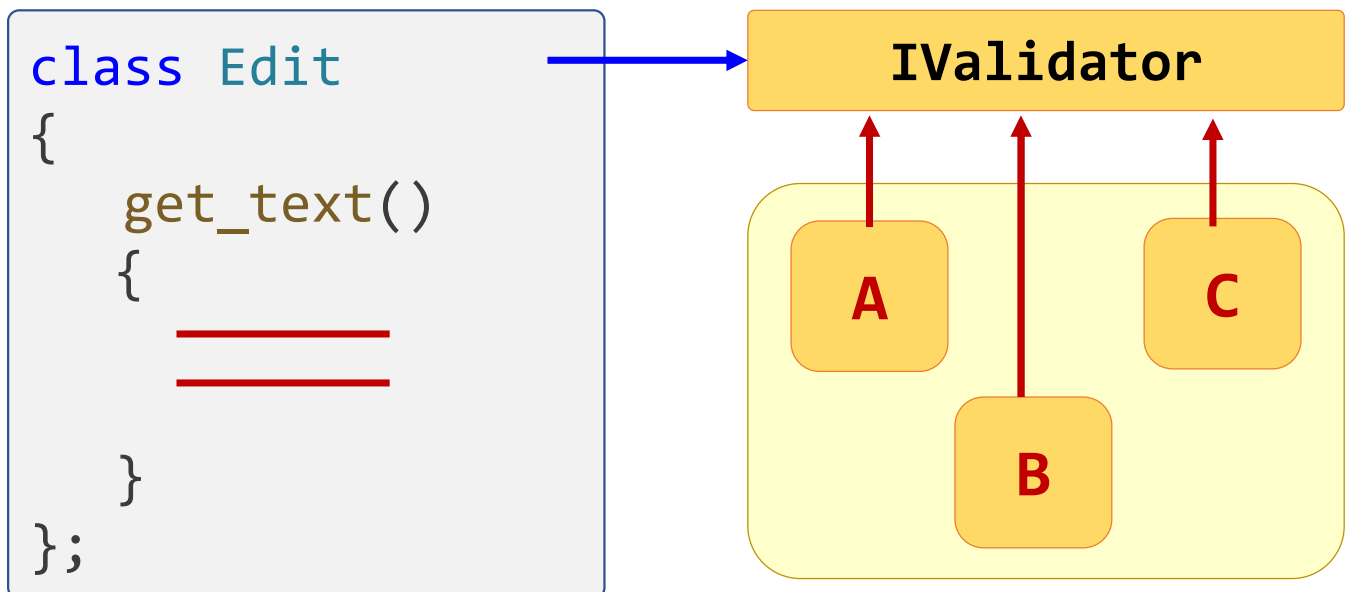 class Edit
{
get_text()
{
}
};
IValidator
A
C
B